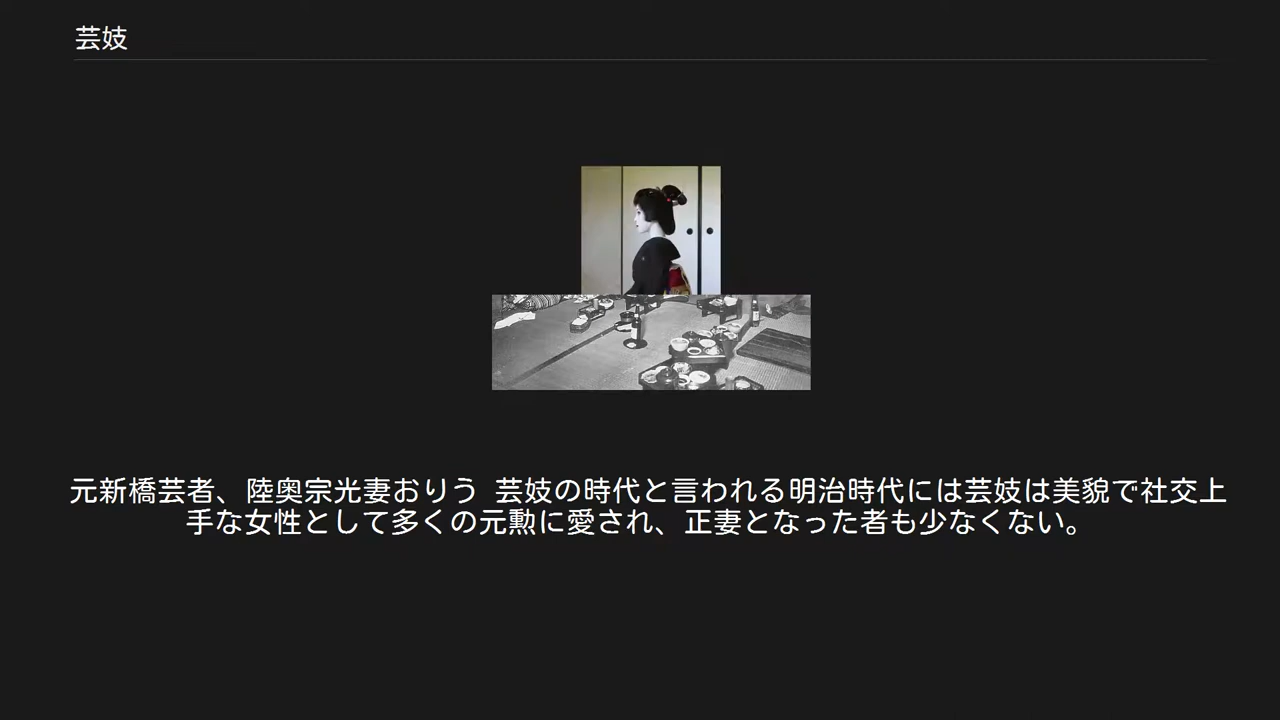 芸妓
元新橋芸者、陸奥宗光妻おりう 芸妓の時代と言われる明治時代には芸妓は美貌で社交上
手な女性として多くの元勲に愛され、正妻となった者も少なくない。